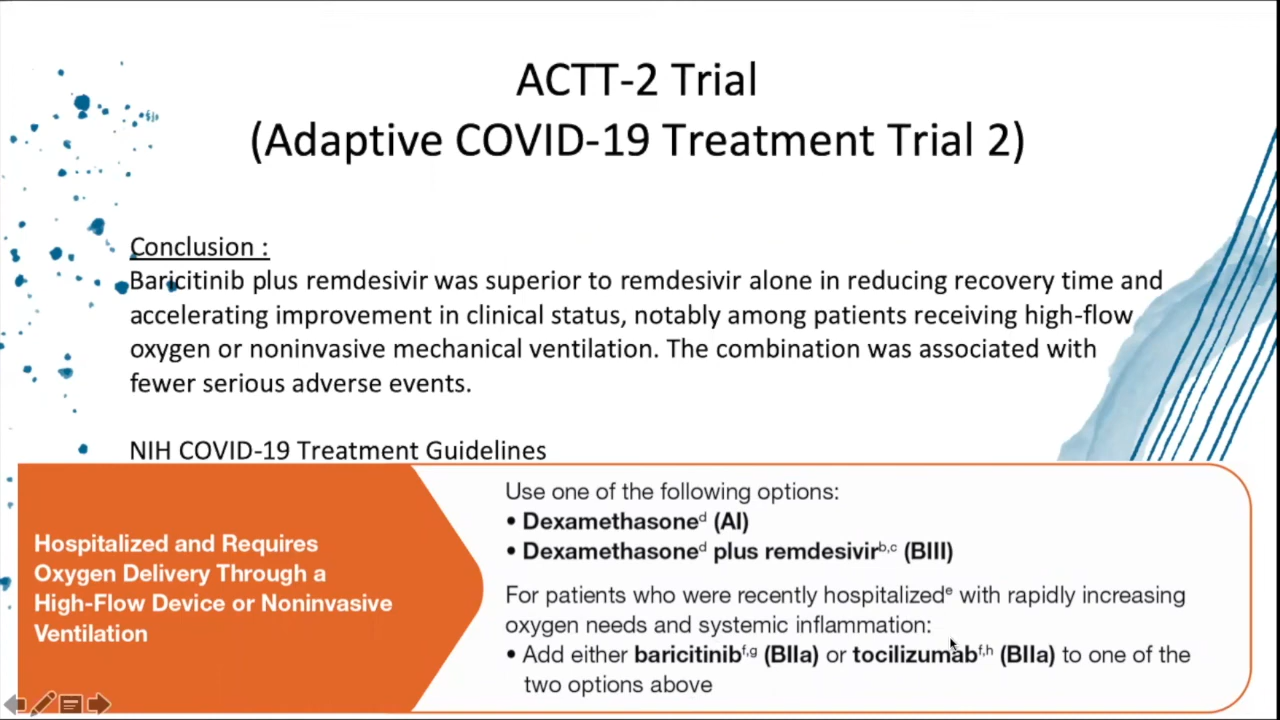 ACTT-2 Trial
(Adaptive COVID-19 Treatment Trial 2)
Conclusion :
Baricitinib plus remdesivir was superior to remdesivir alone in reducing recovery time and
accelerating improvement in clinical status, notably among patients receiving high-flow
oxygen or noninvasive mechanical ventilation. The combination was associated with
fewer serious adverse events.
NIH COVID-19 Treatment Guidelines
Hospitalized and Requires
Oxygen Delivery Through a
High-Flow Device or Noninvasive
Ventilation
Use one of the following options:
• Dexamethasoneᵈ (AI)
• Dexamethasoneᵈ plus remdesivirᵇ,ᶜ (BIII)
For patients who were recently hospitalizedᵉ with rapidly increasing
oxygen needs and systemic inflammation:
• Add either baricitinibᶠ,ᵍ (BIIa) or tocilizumabᶠ,ʰ (BIIa) to one of the
two options above